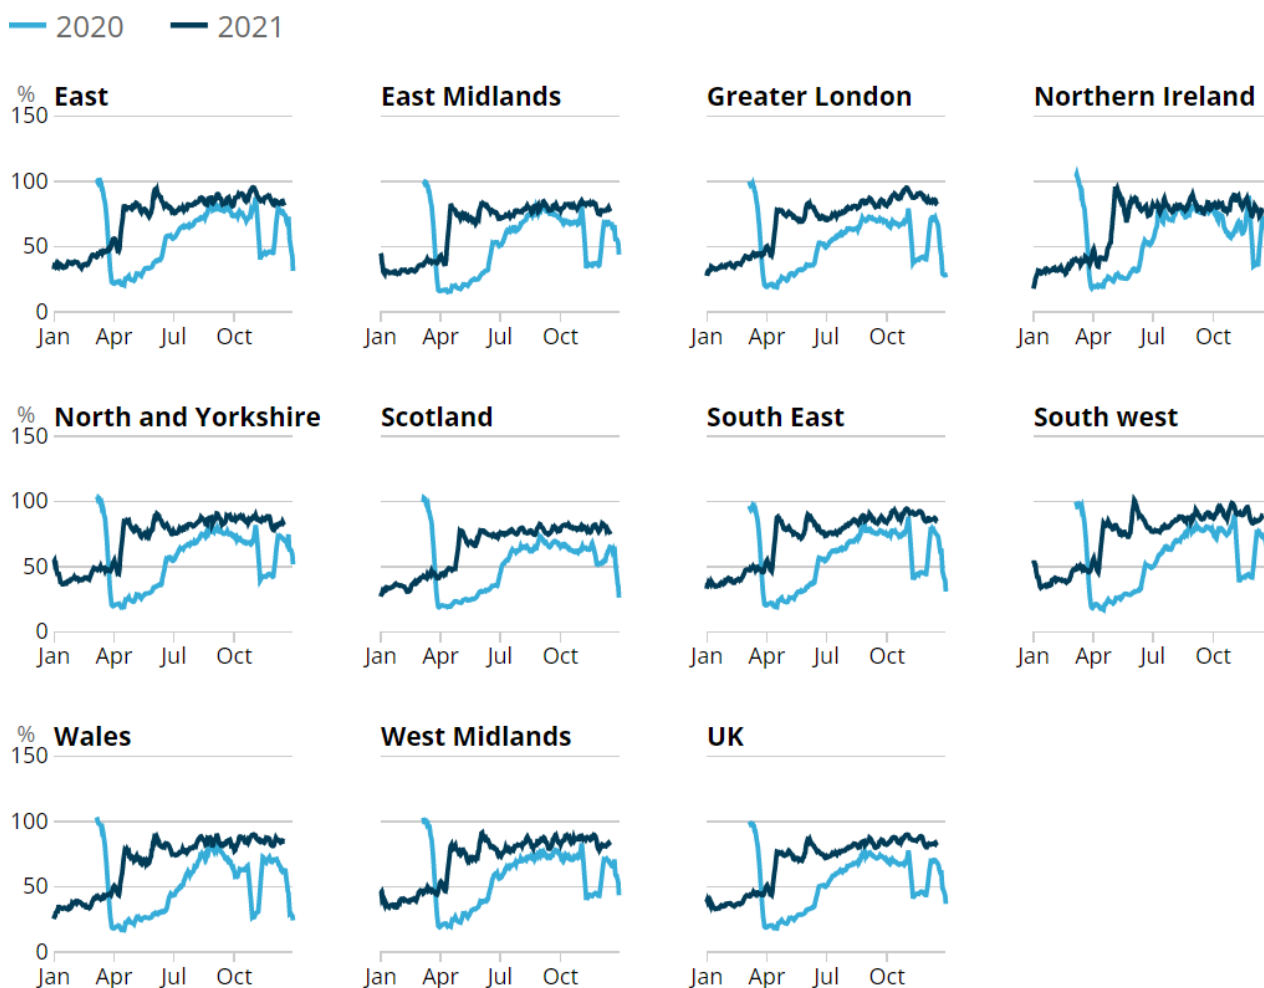 2020 2021
% East East Midlands Greater London Northern Ireland
150
100
50
0
Jan Apr Jul Oct Jan Apr Jul Oct Jan Apr Jul Oct Jan Apr Jul Oct
% North and Yorkshire Scotland South East South west
150
100
50
0
Jan Apr Jul Oct Jan Apr Jul Oct Jan Apr Jul Oct Jan Apr Jul Oct
% Wales West Midlands UK
150
100
50
0
Jan Apr Jul Oct Jan Apr Jul Oct Jan Apr Jul Oct